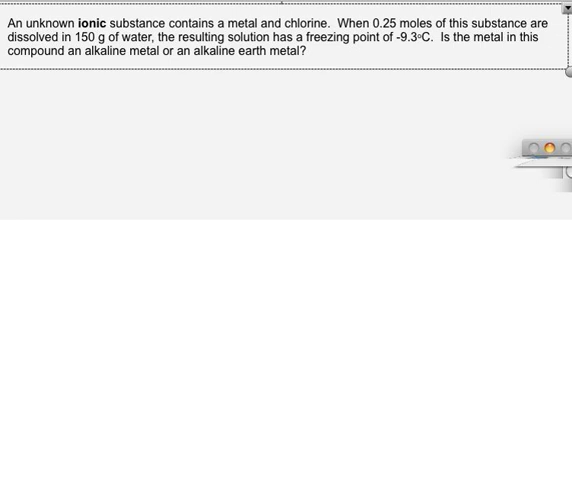 An unknown ionic substance contains a metal and chlorine.  When 0.25 moles of this substance are
dissolved in 150 g of water, the resulting solution has a freezing point of -9.3°C.  Is the metal in this
compound an alkaline metal or an alkaline earth metal?